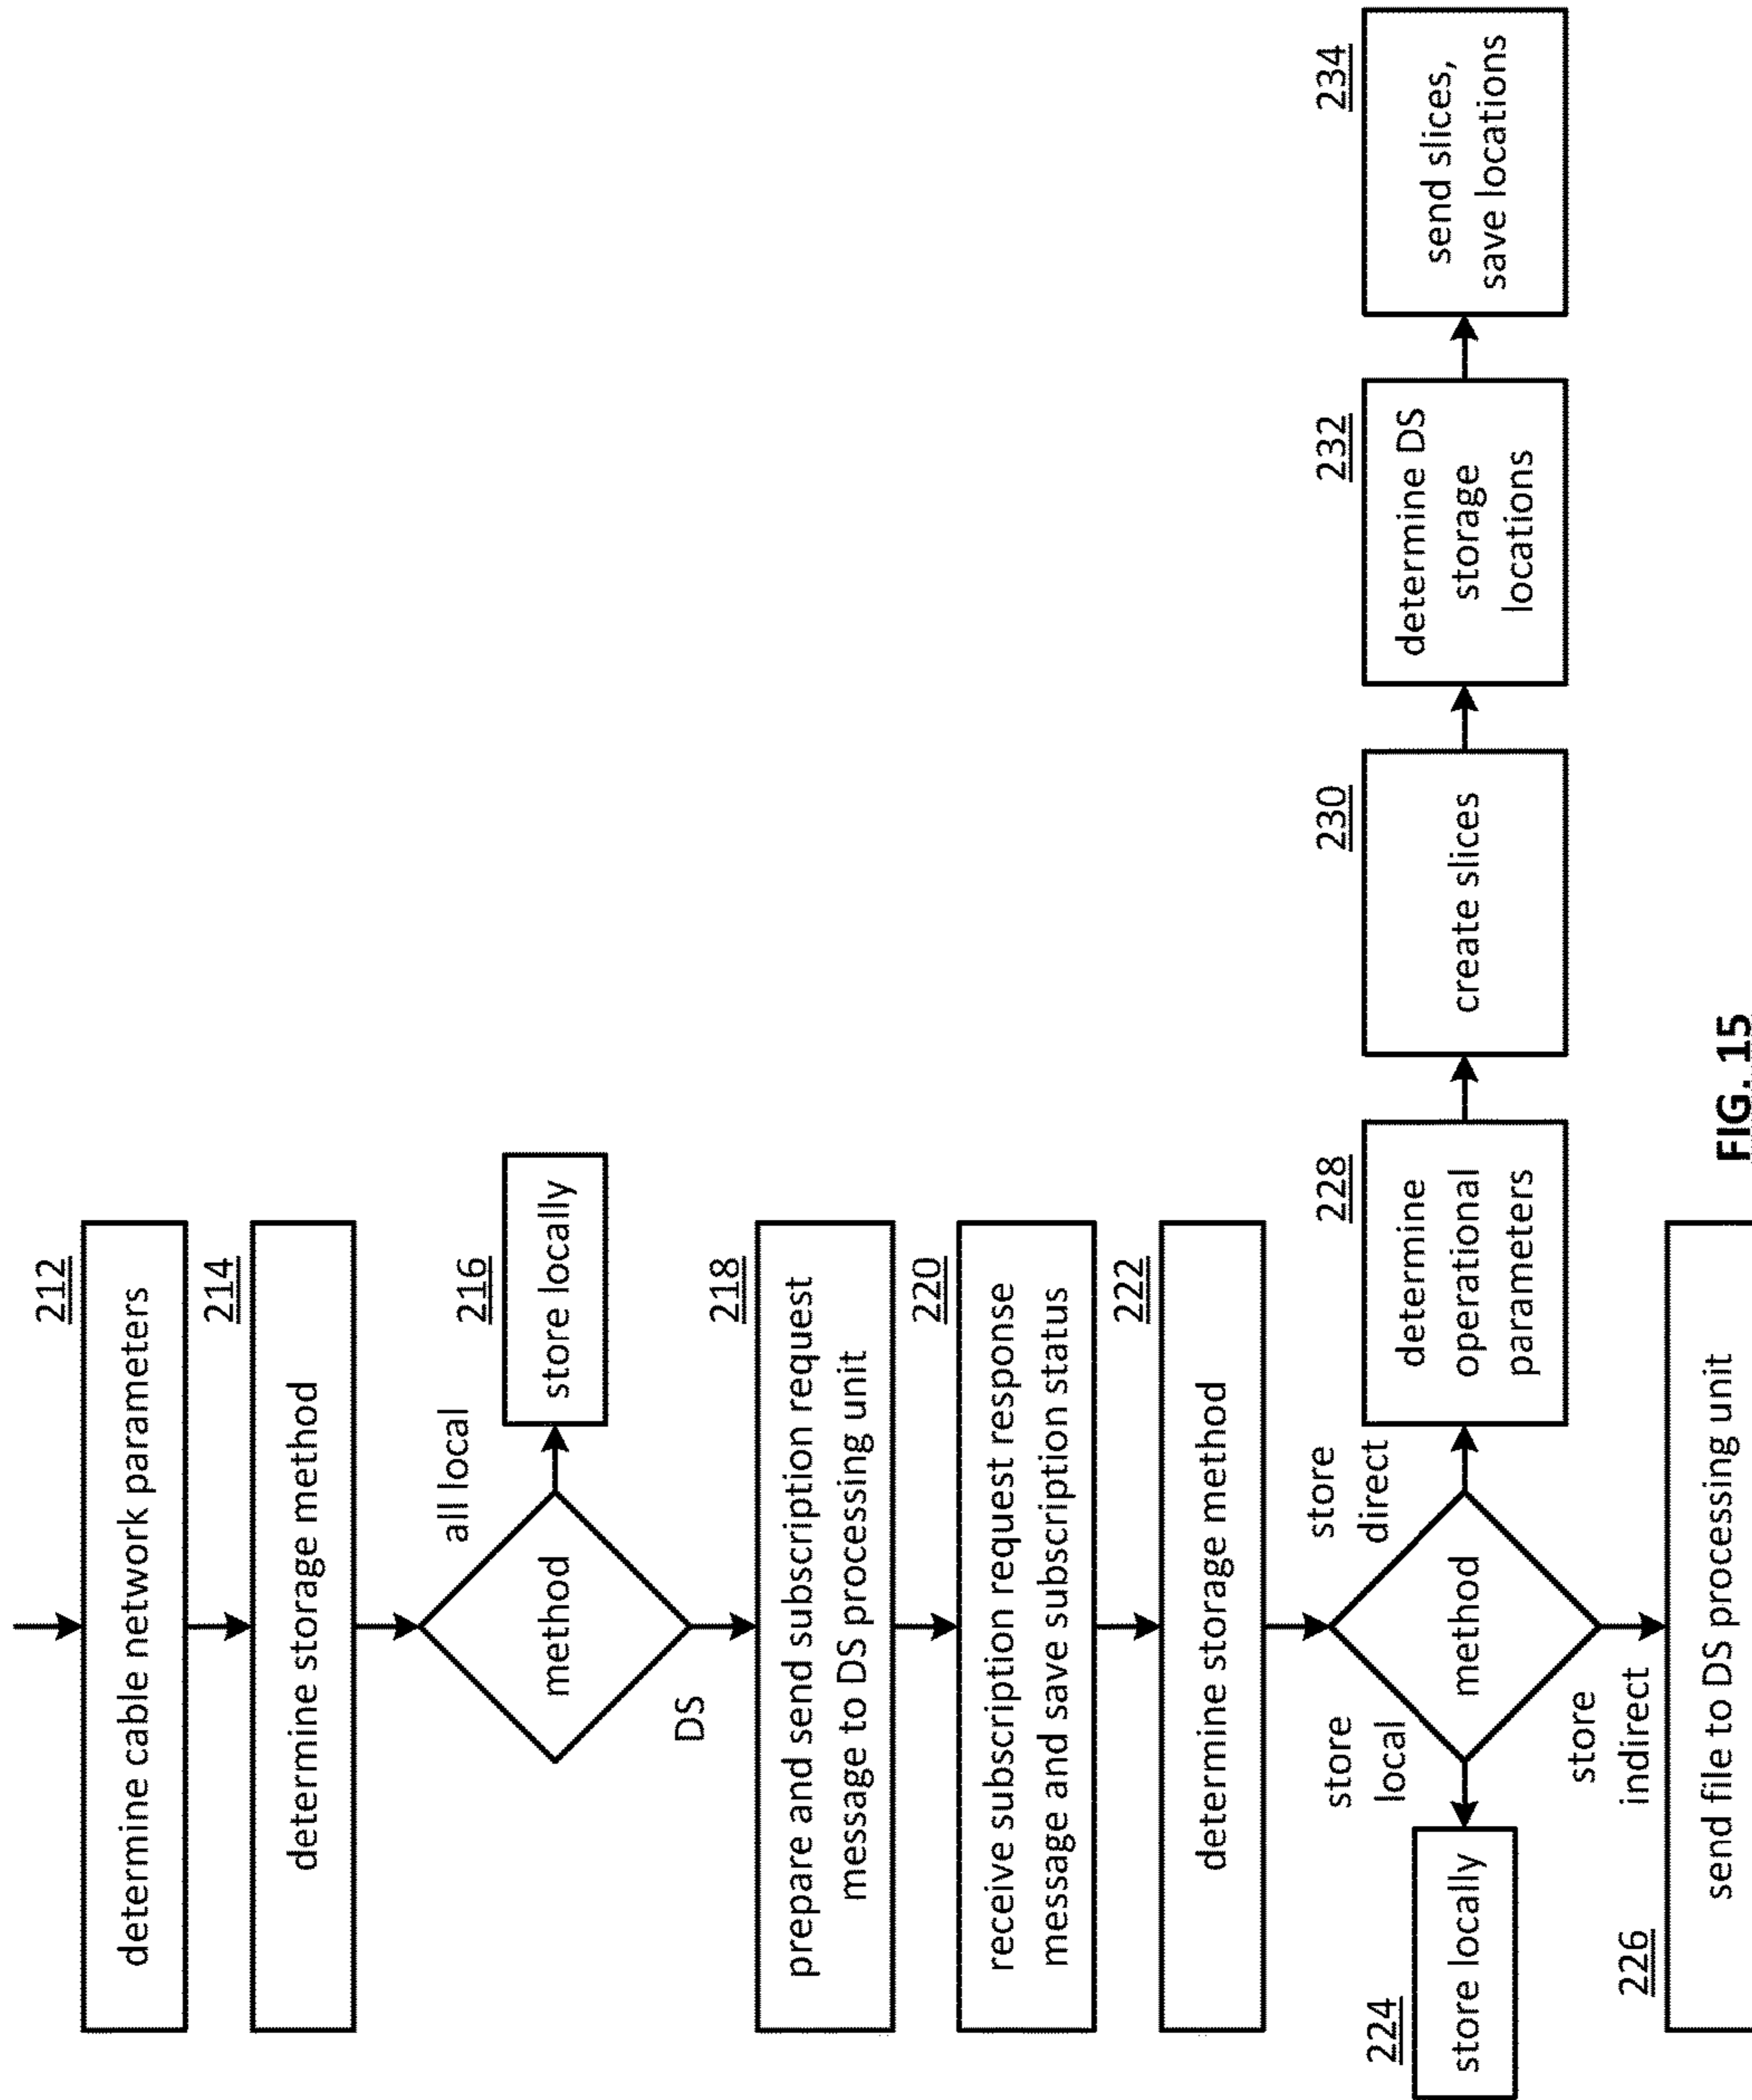 212
determine cable network parameters
214
determine storage method
method
all local
216
store locally
DS
218
prepare and send subscription request
message to DS processing unit
220
receive subscription request response
message and save subscription status
222
determine storage method
method
store
local
224
store locally
store
direct
228
determine
operational
parameters
230
create slices
232
determine DS
storage
locations
234
send slices,
save locations
store
indirect
226
send file to DS processing unit
FIG. 15